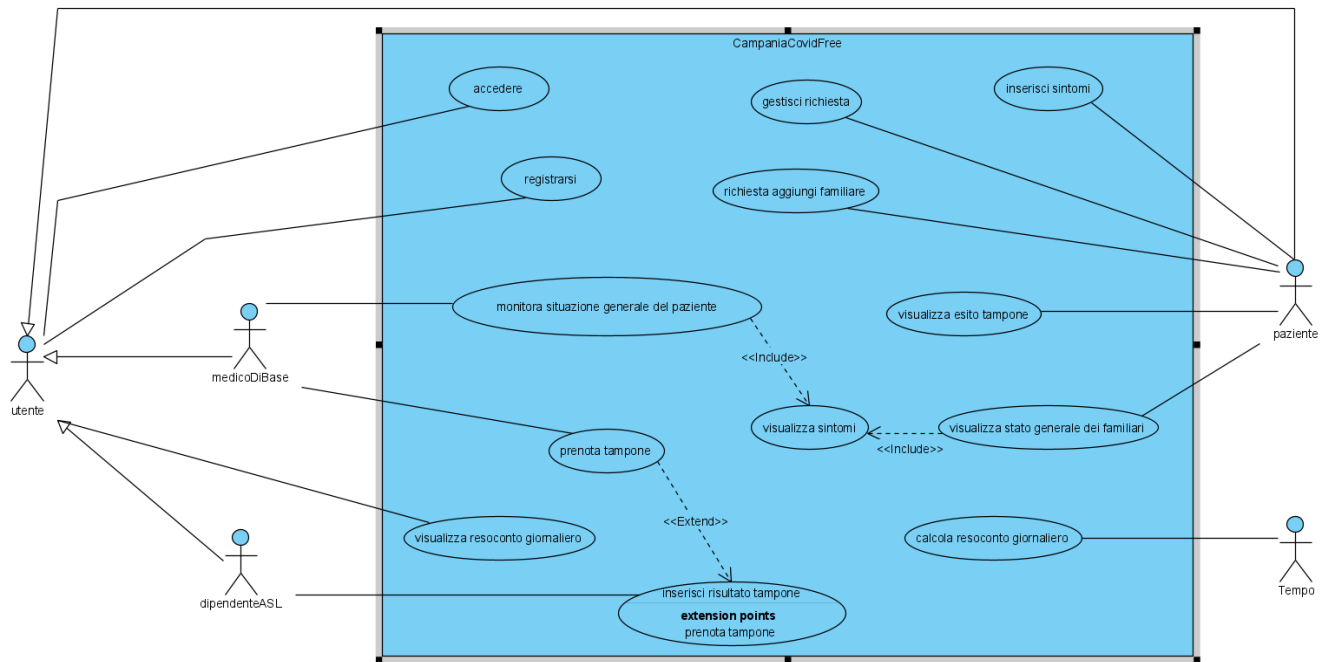 CampaniaCovidFree
accedere
gestisci richiesta
inserisci sintomi
registrarsi
richiesta aggiungi familiare
monitora situazione generale del paziente
visualizza esito tampone
paziente
<<Include>>
medicoDiBase
utente
visualizza sintomi
visualizza stato generale dei familiari
<<Include>>
prenota tampone
<<Extend>>
visualizza resoconto giornaliero
calcola resoconto giornaliero
Tempo
dipendenteASL
inserisci risultato tampone
extension points
prenota tampone